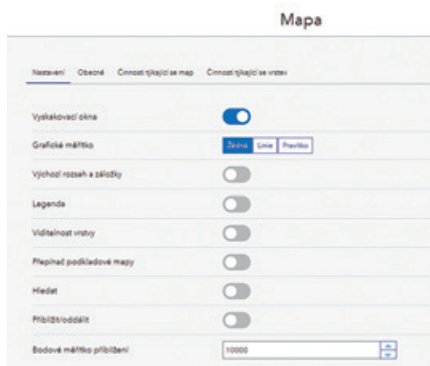 Mapa
Nastavení Obecné Činnosti týkající se map Činnosti týkající se vrstev
Vyskakovací okna
Grafické měřítko Žádná Linie Pravítko
Výchozí rozsah a záložky
Legenda
Viditelnost vrstvy
Přepínač podkladové mapy
Hledat
Přiblížit/oddálit
Bodové měřítko přiblížení 10000